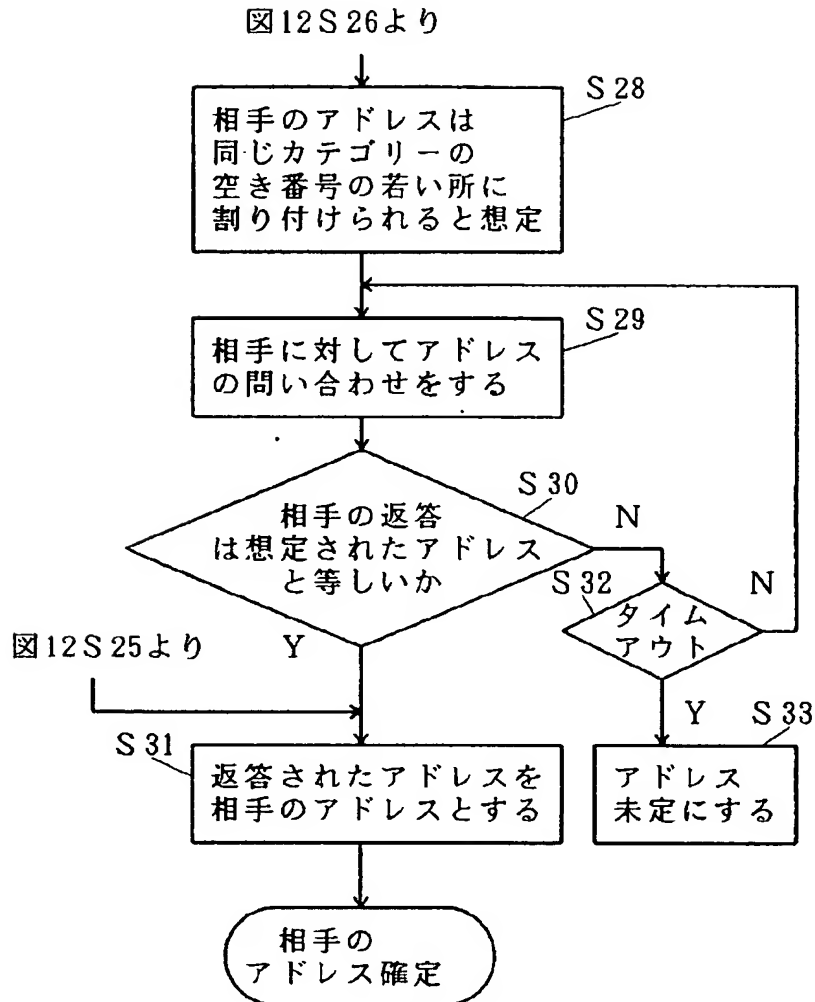 図12S26より
S28
相手のアドレスは
同じカテゴリーの
空き番号の若い所に
割り付けられると想定
S29
相手に対してアドレス
の問い合わせをする
S30
相手の返答
は想定されたアドレス
と等しいか
N
S32
タイム
アウト
N
図12S25より
Y
Y
S31
返答されたアドレスを
相手のアドレスとする
S33
アドレス
未定にする
相手の
アドレス確定